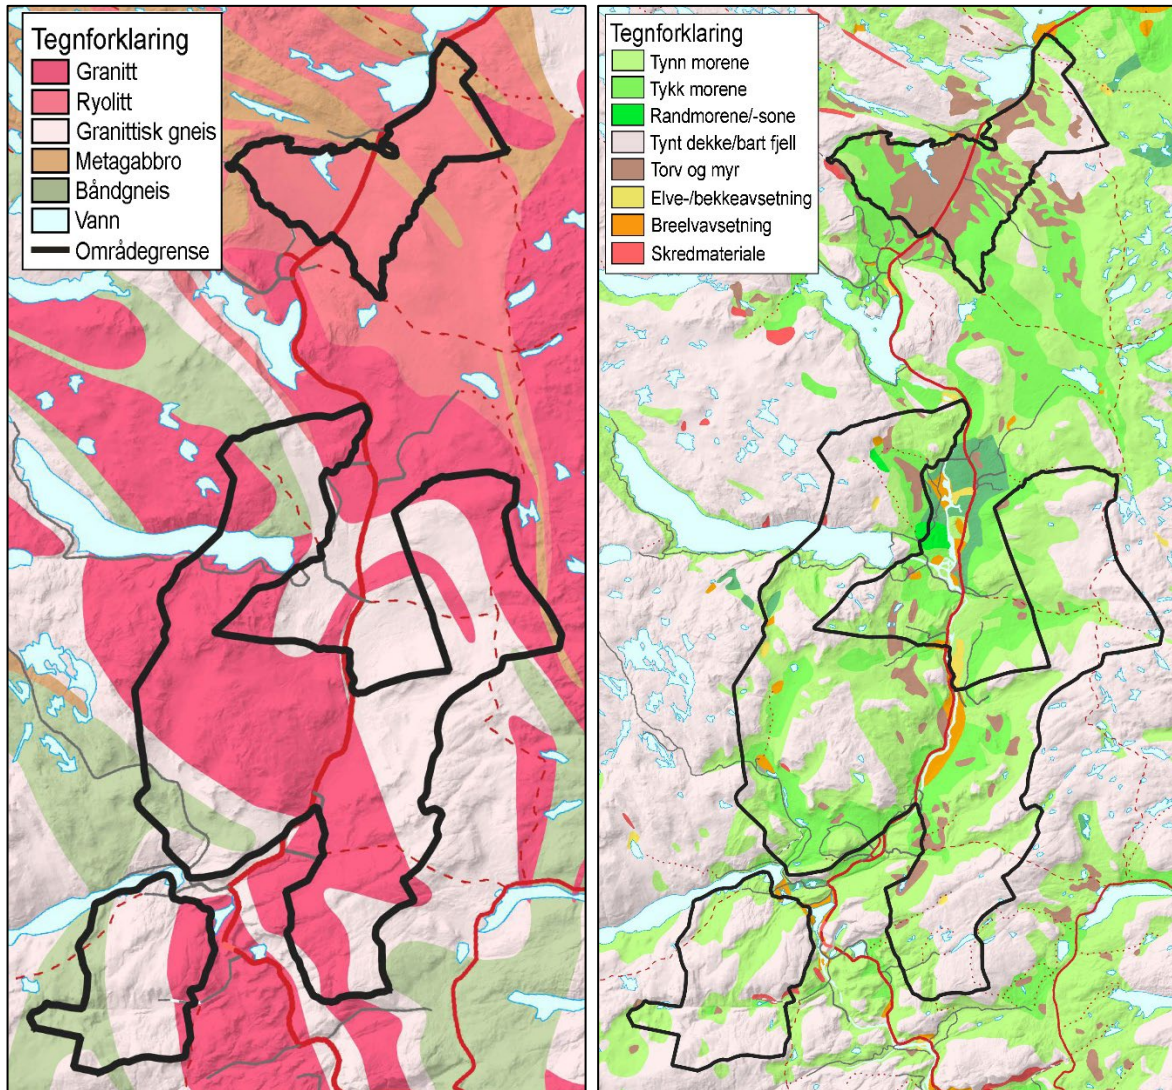 Tegnforklaring
Granitt
Ryolitt
Granittisk gneis
Metagabbro
Båndgneis
Vann
Områdegrense
Tegnforklaring
Tynn morene
Tykk morene
Randmorene/-sone
Tynt dekke/bart fjell
Torv og myr
Elve-/bekkeavsetning
Breelvavsetning
Skredmateriale